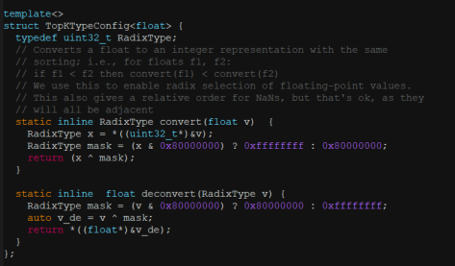 template<>
struct TopKTypeConfig<float> {
  typedef uint32_t RadixType;
  // Converts a float to an integer representation with the same
  // sorting; i.e., for floats f1, f2:
  // if f1 < f2 then convert(f1) < convert(f2)
  // We use this to enable radix selection of floating-point values.
  // This also gives a relative order for NaNs, but that's ok, as they
  // will all be adjacent
  static inline RadixType convert(float v)  {
    RadixType x = *((uint32_t*)&v);
    RadixType mask = (x & 0x80000000) ? 0xffffffff : 0x80000000;
    return (x ^ mask);
  }

  static inline  float deconvert(RadixType v) {
    RadixType mask = (v & 0x80000000) ? 0x80000000 : 0xffffffff;
    auto v_de = v ^ mask;
    return *((float*)&v_de);
  }
};